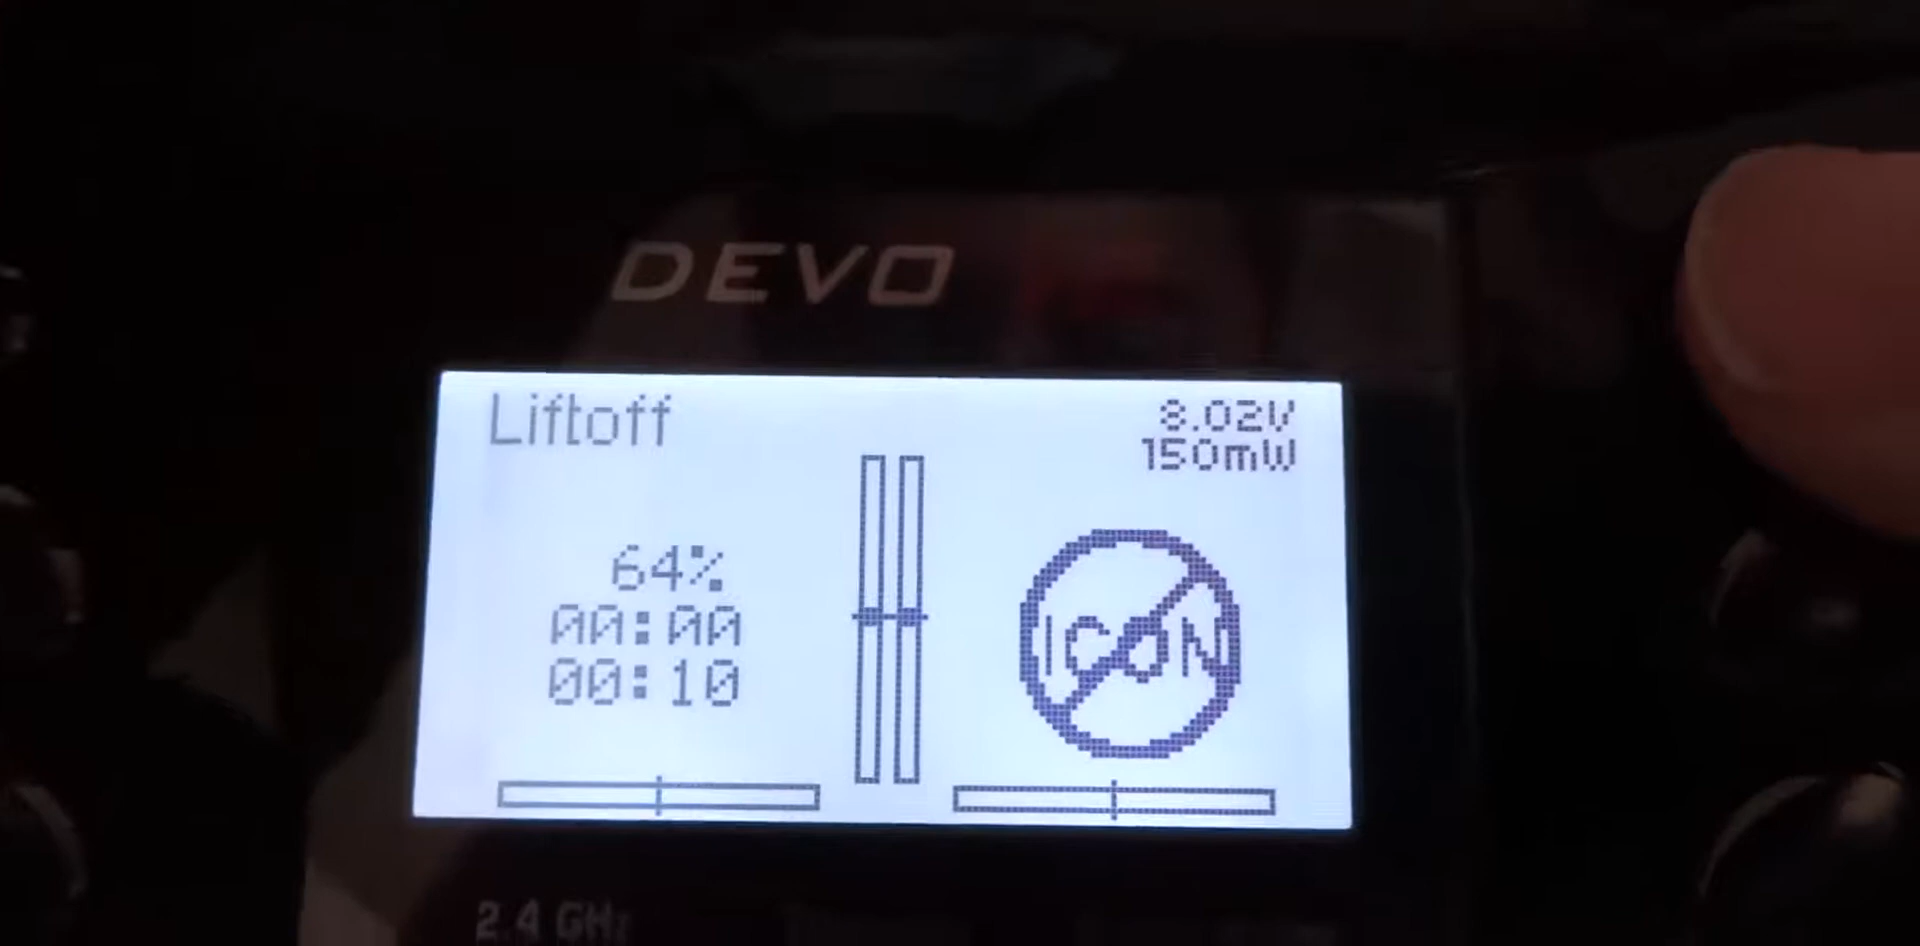 DEVO
Liftoff
8.02V
150mW
64%
00:00
00:10
ICON
2.4 GHz